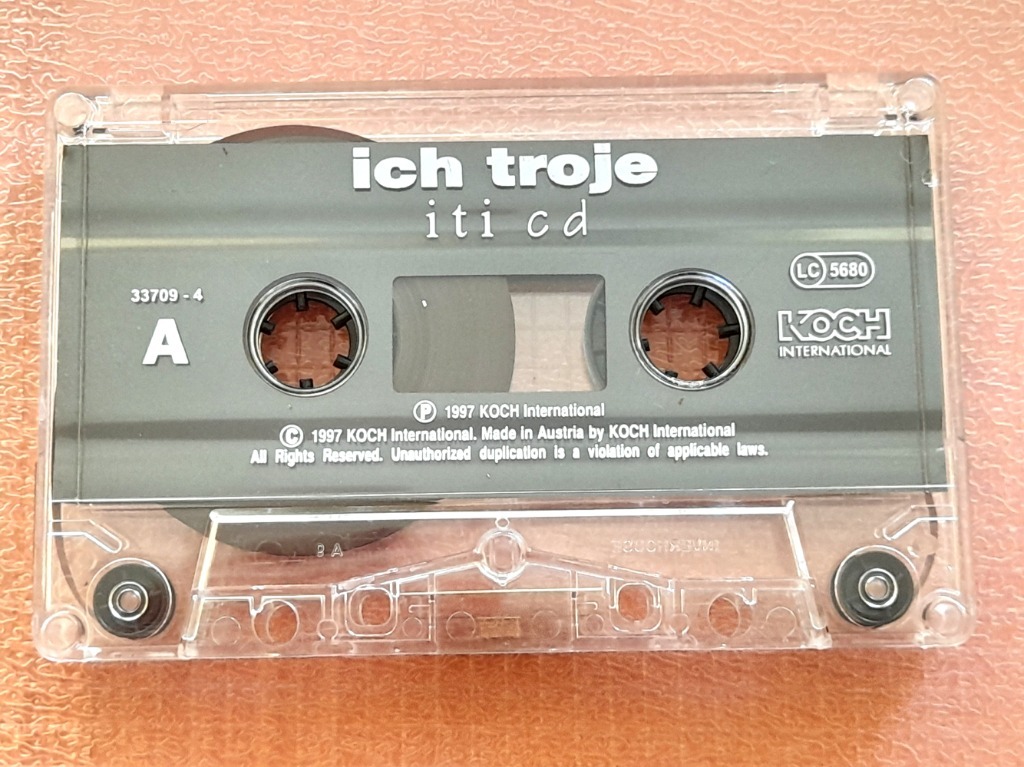 ich troje
iti cd
33709 - 4
A
LC 5680
KOCH
INTERNATIONAL
P 1997 KOCH International
© 1997 KOCH International. Made in Austria by KOCH International
All Rights Reserved. Unauthorized duplication is a violation of applicable laws.